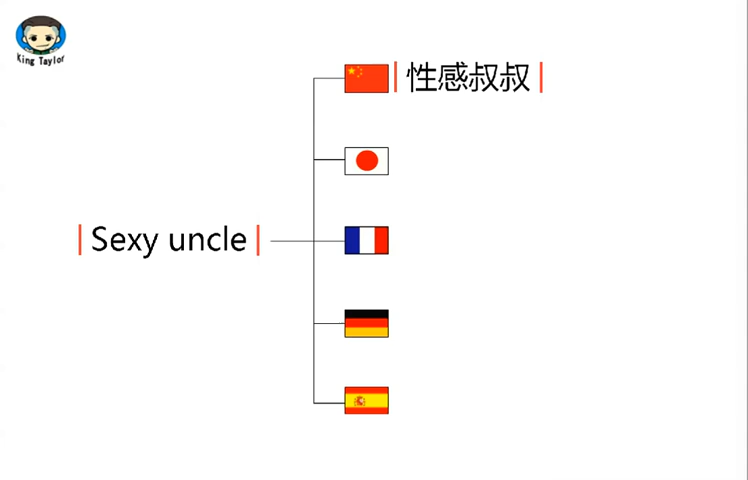 King Taylor
性感叔叔
Sexy uncle